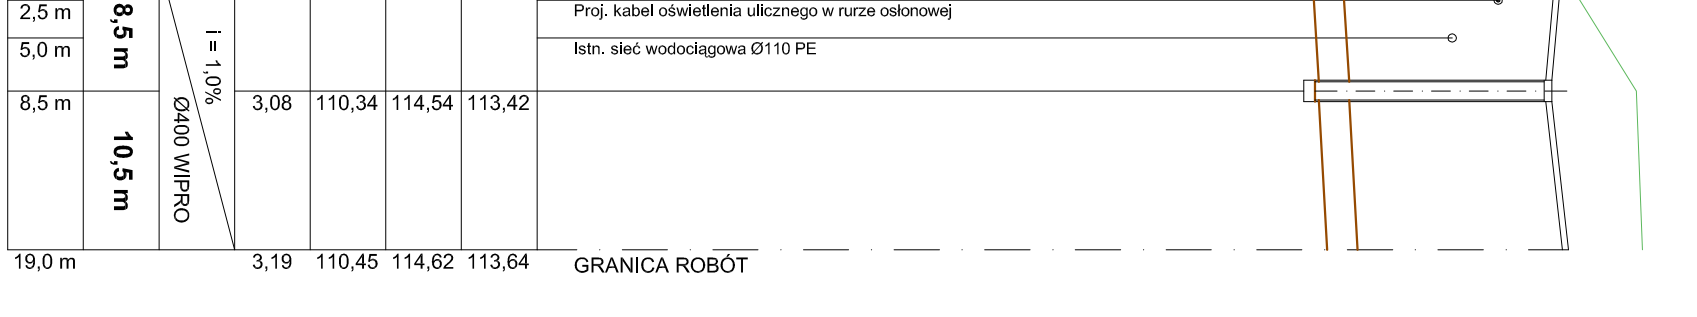 2,5 m
8,5 m
Proj. kabel oświetlenia ulicznego w rurze osłonowej
5,0 m
i = 1,0%
Istn. sieć wodociągowa Ø110 PE
8,5 m
Ø400 WIPRO
3,08 110,34 114,54 113,42
10,5 m
19,0 m
3,19 110,45 114,62 113,64
GRANICA ROBÓT